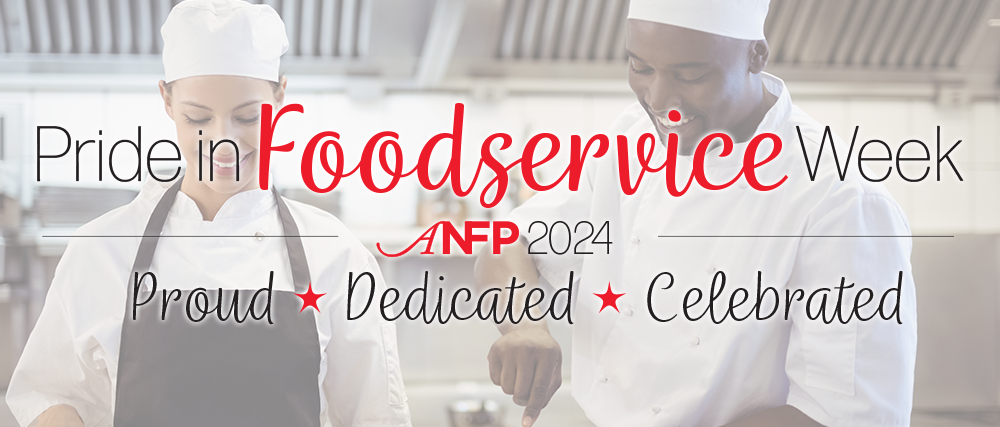 Pride in Foodservice Week
ANFP 2024
Proud ★ Dedicated ★ Celebrated